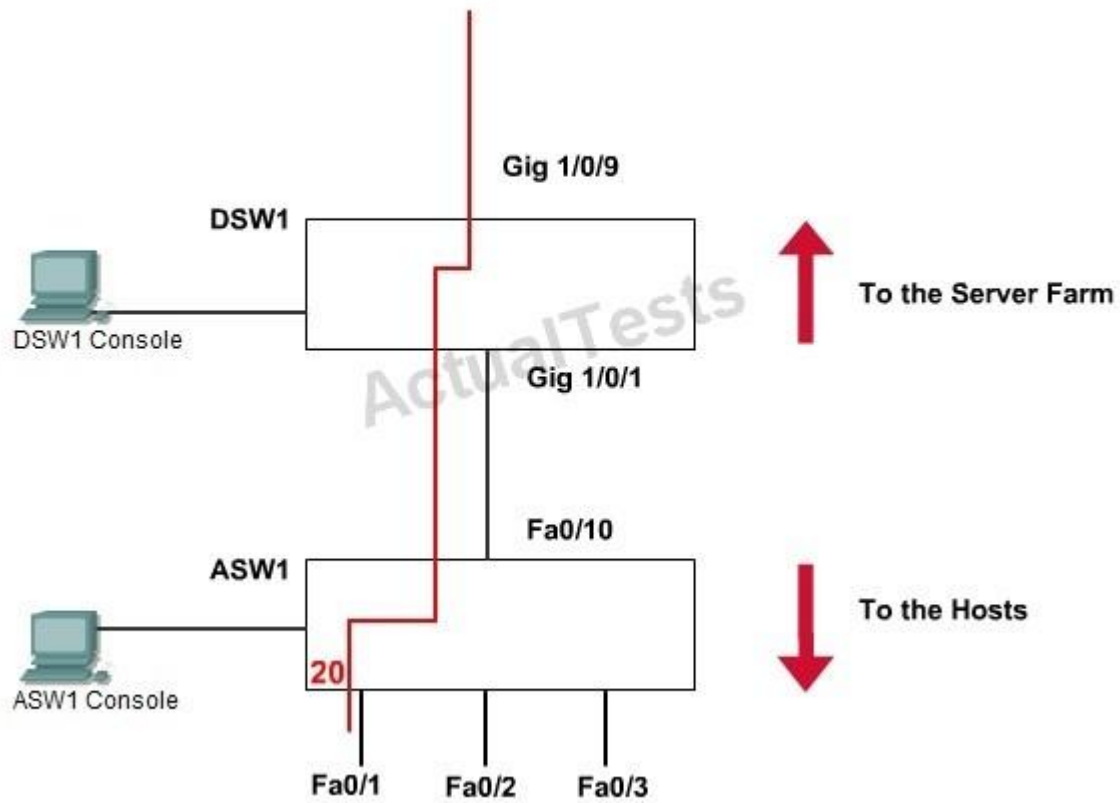 Gig 1/0/9
DSW1
DSW1 Console
To the Server Farm
ActualTests
Gig 1/0/1
Fa0/10
ASW1
ASW1 Console
To the Hosts
20
Fa0/1
Fa0/2
Fa0/3